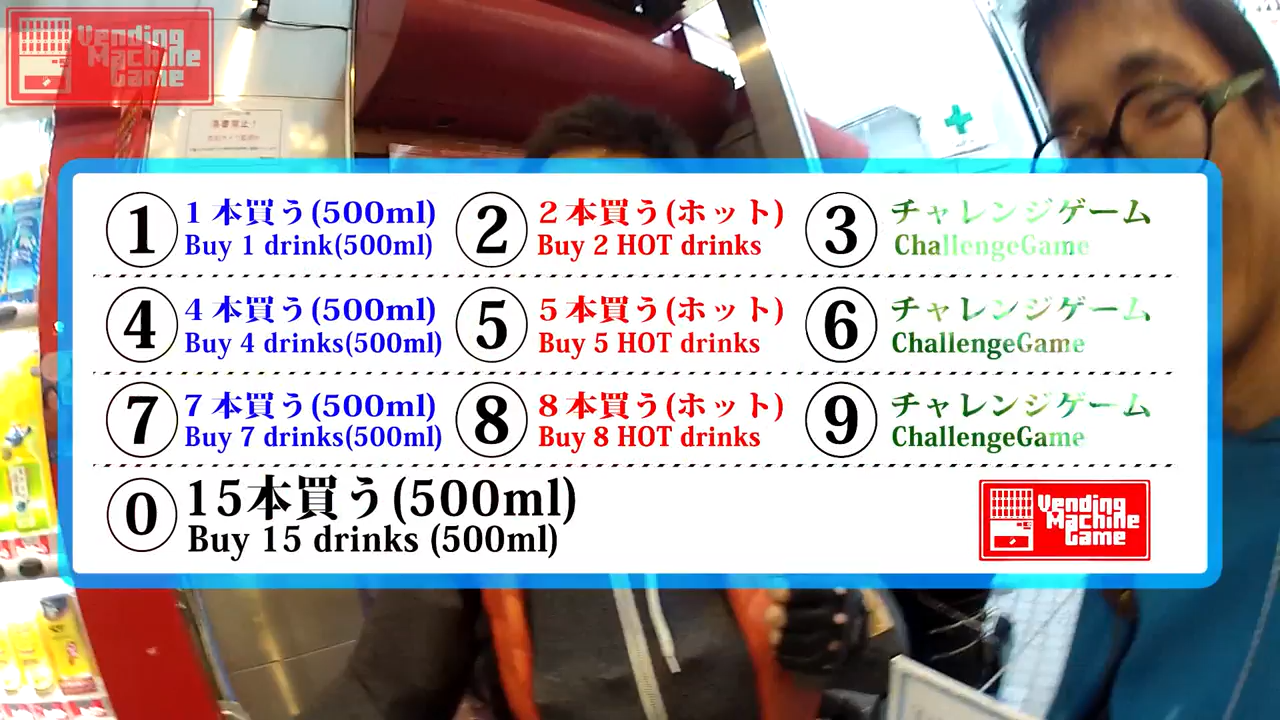 Vending
Machine
Game
落書禁止!
① 1本買う(500ml)
Buy 1 drink(500ml)
② 2本買う(ホット)
Buy 2 HOT drinks
③ チャレンジゲーム
ChallengeGame
④ 4本買う(500ml)
Buy 4 drinks(500ml)
⑤ 5本買う(ホット)
Buy 5 HOT drinks
⑥ チャレンジゲーム
ChallengeGame
⑦ 7本買う(500ml)
Buy 7 drinks(500ml)
⑧ 8本買う(ホット)
Buy 8 HOT drinks
⑨ チャレンジゲーム
ChallengeGame
⓪ 15本買う(500ml)
Buy 15 drinks (500ml)
Vending
Machine
Game